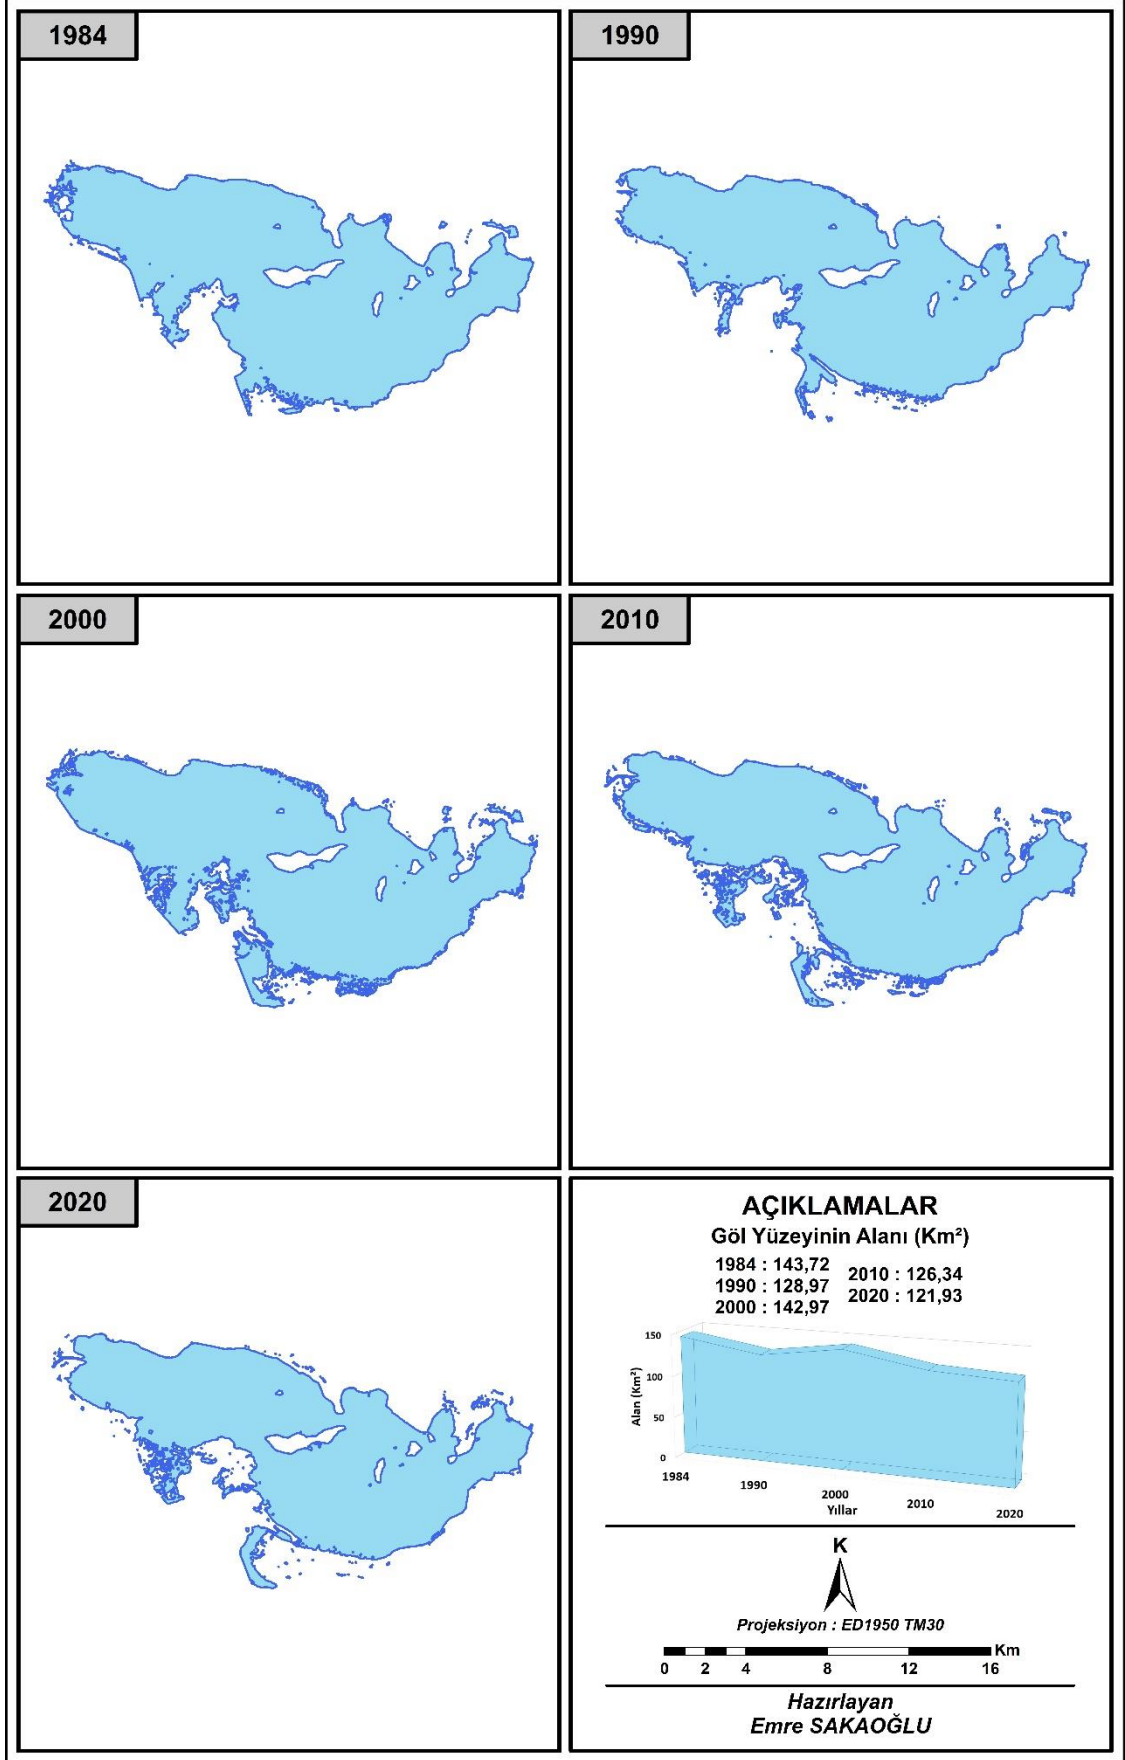 1984
1990
2000
2010
2020
AÇIKLAMALAR
Göl Yüzeyinin Alanı (Km²)
1984 : 143,72
1990 : 128,97
2000 : 142,97
2010 : 126,34
2020 : 121,93
150
100
50
0
Alan (Km²)
1984
1990
2000
2010
2020
Yıllar
K
Projeksiyon : ED1950 TM30
Km
0 2 4 8 12 16
Hazırlayan
Emre SAKAOĞLU